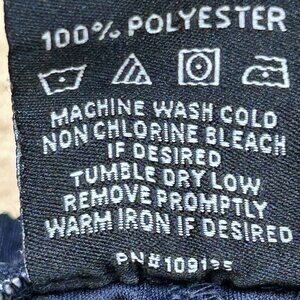 100% POLYESTER
MACHINE WASH COLD
NON CHLORINE BLEACH
IF DESIRED
TUMBLE DRY LOW
REMOVE PROMPTLY
WARM IRON IF DESIRED
PN#109135